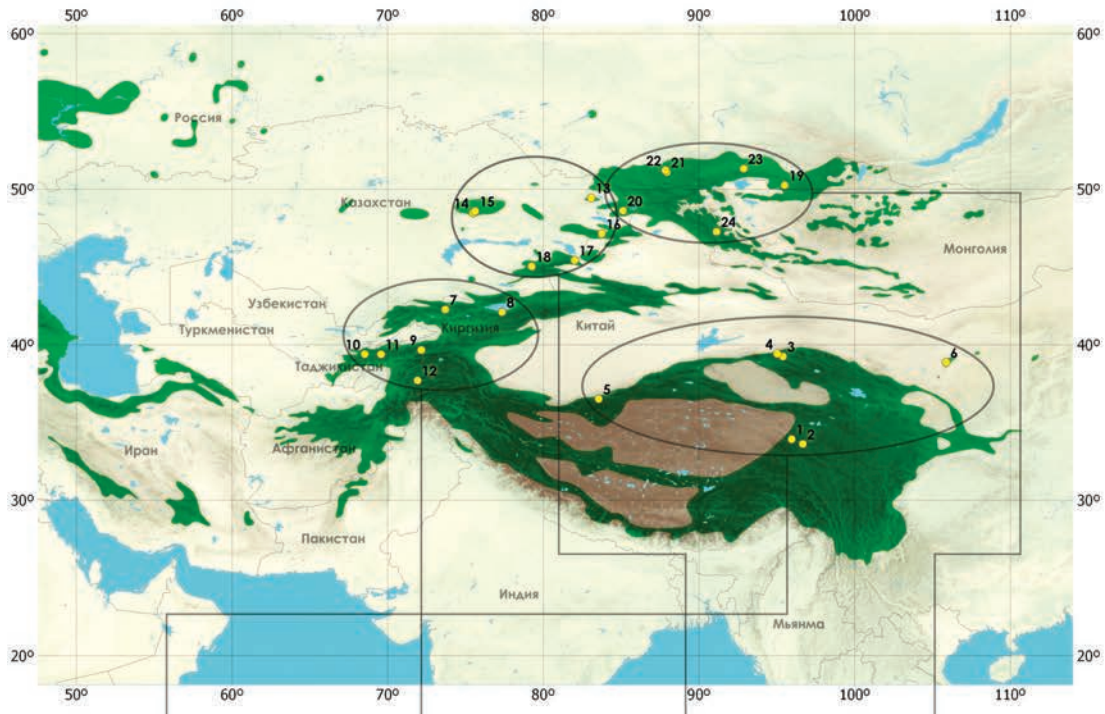 50° 60° 70° 80° 90° 100° 110°
60° 60°
Россия
22 21 23
13 19
50° 50°
Казахстан
14 15 20
24
16
Монголия
17
18
Узбекистан
7 8
Киргизия
Китай
Туркменистан
40° 10 11 9 4 3 6 40°
Таджикистан
12
5
1
2
Афганистан
Иран
30° 30°
Пакистан
Индия
Мьянма
20° 20°
50° 60° 70° 80° 90° 100° 110°